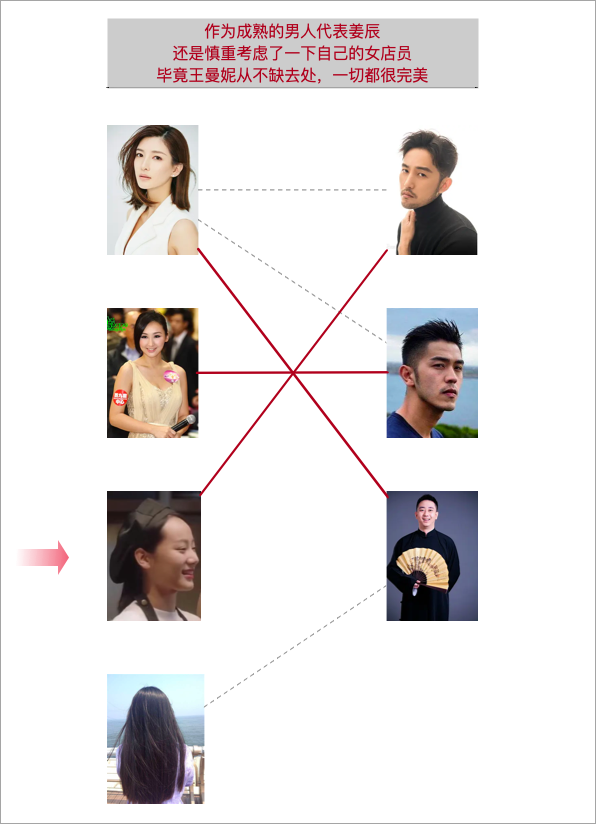 作为成熟的男人代表姜辰
还是慎重考虑了一下自己的女店员
毕竟王曼妮从不缺去处，一切都很完美